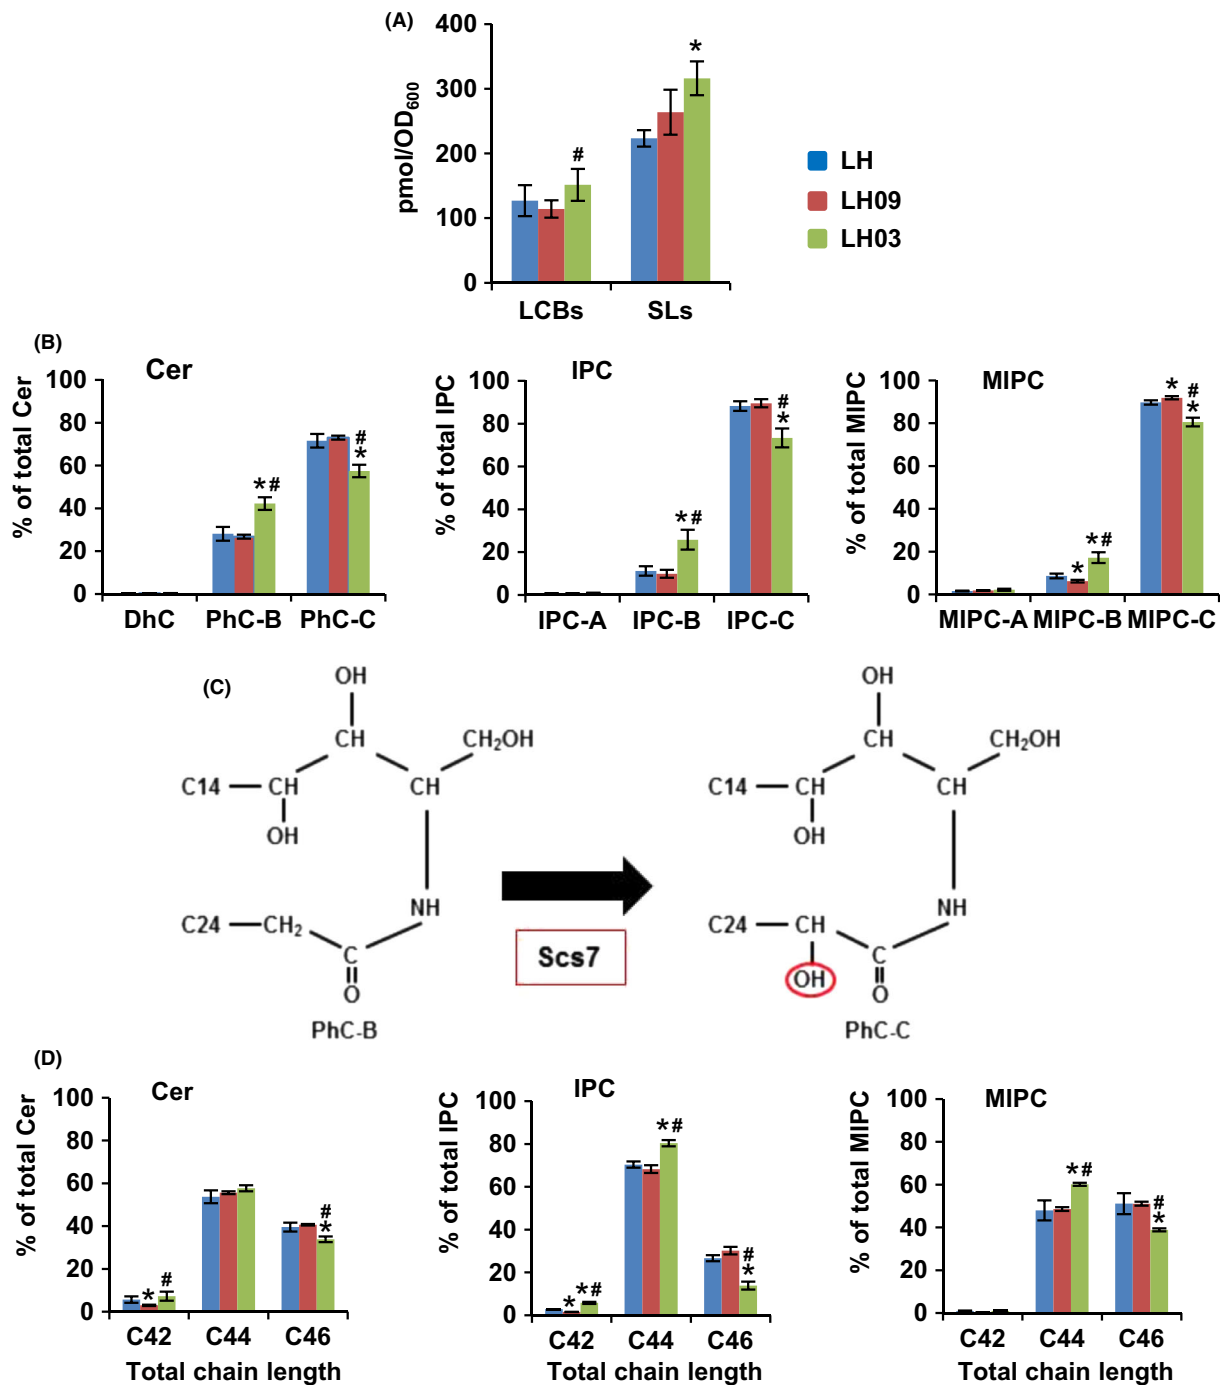 (A)
400
300
200
100
0
pmol/OD600
*
#
LCBs
SLs
LH
LH09
LH03
(B)
Cer
% of total Cer
100
80
60
40
20
0
*#
#
*
DhC
PhC-B
PhC-C
IPC
% of total IPC
100
80
60
40
20
0
*#
#
*
IPC-A
IPC-B
IPC-C
MIPC
% of total MIPC
100
80
60
40
20
0
*
*#
*
#
*
MIPC-A
MIPC-B
MIPC-C
(C)
OH
CH
CH2OH
C14
CH
CH
OH
C24
CH2
NH
C
O
PhC-B
Scs7
OH
CH
CH2OH
C14
CH
CH
OH
C24
CH
NH
C
OH
O
PhC-C
(D)
Cer
% of total Cer
100
80
60
40
20
0
*
#
#
*
C42
C44
C46
Total chain length
IPC
% of total IPC
100
80
60
40
20
0
*
*#
*#
#
*
C42
C44
C46
Total chain length
MIPC
% of total MIPC
100
80
60
40
20
0
*#
#
*
C42
C44
C46
Total chain length